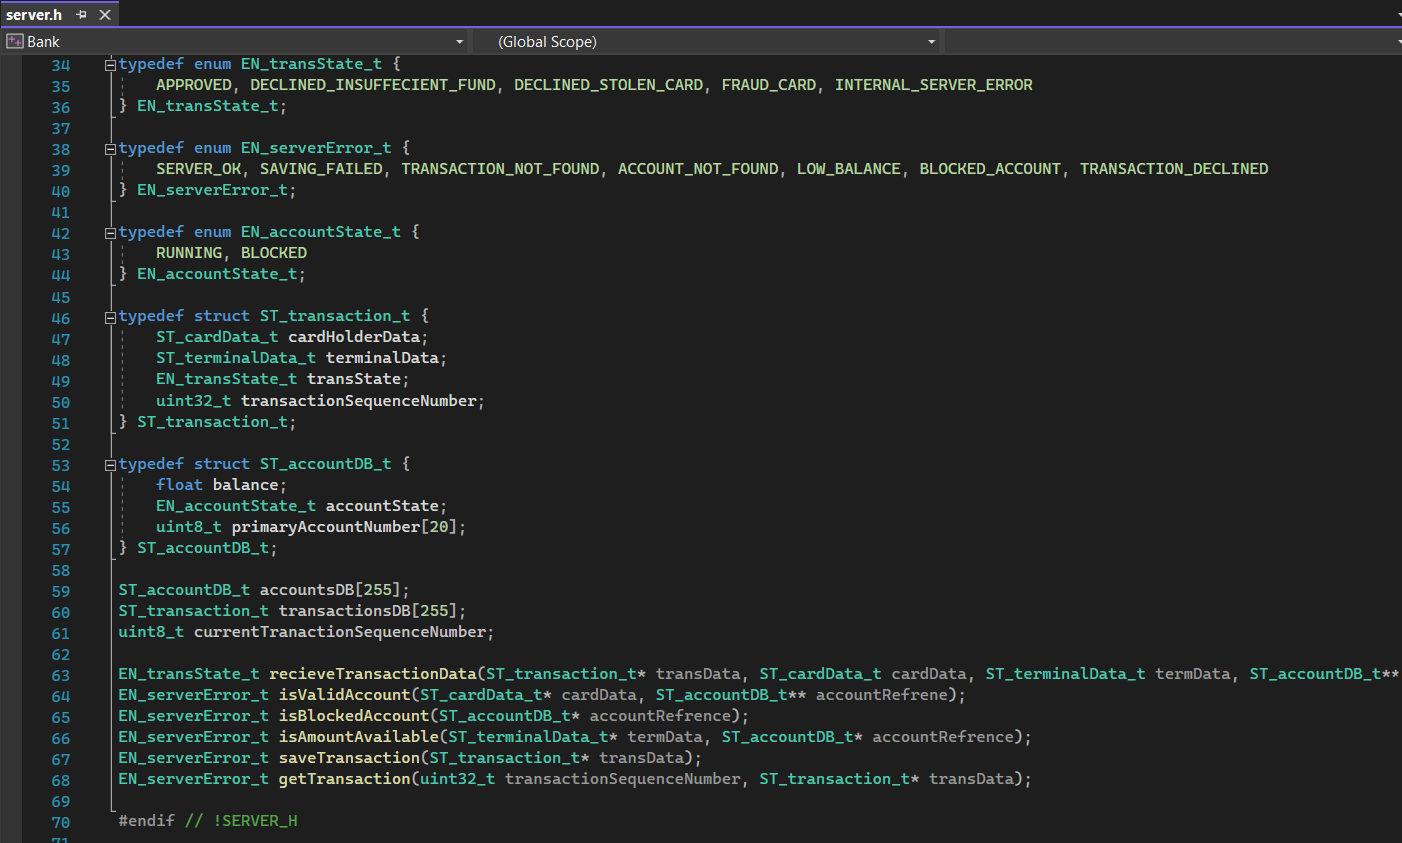 server.h
Bank (Global Scope)
34 typedef enum EN_transState_t {
35 APPROVED, DECLINED_INSUFFECIENT_FUND, DECLINED_STOLEN_CARD, FRAUD_CARD, INTERNAL_SERVER_ERROR
36 } EN_transState_t;
37
38 typedef enum EN_serverError_t {
39 SERVER_OK, SAVING_FAILED, TRANSACTION_NOT_FOUND, ACCOUNT_NOT_FOUND, LOW_BALANCE, BLOCKED_ACCOUNT, TRANSACTION_DECLINED
40 } EN_serverError_t;
41
42 typedef enum EN_accountState_t {
43 RUNNING, BLOCKED
44 } EN_accountState_t;
45
46 typedef struct ST_transaction_t {
47 ST_cardData_t cardHolderData;
48 ST_terminalData_t terminalData;
49 EN_transState_t transState;
50 uint32_t transactionSequenceNumber;
51 } ST_transaction_t;
52
53 typedef struct ST_accountDB_t {
54 float balance;
55 EN_accountState_t accountState;
56 uint8_t primaryAccountNumber[20];
57 } ST_accountDB_t;
58
59 ST_accountDB_t accountsDB[255];
60 ST_transaction_t transactionsDB[255];
61 uint8_t currentTranactionSequenceNumber;
62
63 EN_transState_t recieveTransactionData(ST_transaction_t* transData, ST_cardData_t cardData, ST_terminalData_t termData, ST_accountDB_t**
64 EN_serverError_t isValidAccount(ST_cardData_t* cardData, ST_accountDB_t** accountRefrene);
65 EN_serverError_t isBlockedAccount(ST_accountDB_t* accountRefrence);
66 EN_serverError_t isAmountAvailable(ST_terminalData_t* termData, ST_accountDB_t* accountRefrence);
67 EN_serverError_t saveTransaction(ST_transaction_t* transData);
68 EN_serverError_t getTransaction(uint32_t transactionSequenceNumber, ST_transaction_t* transData);
69
70 #endif // !SERVER_H
71